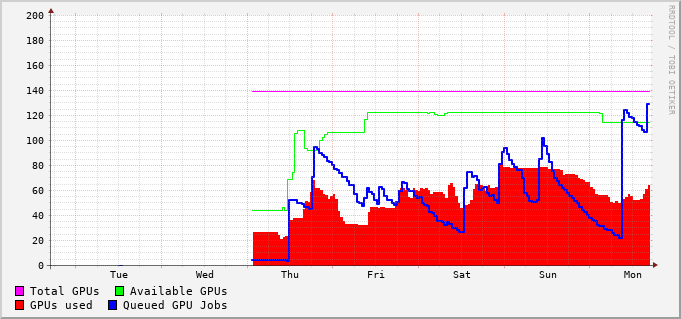 200
180
160
140
120
100
80
60
40
20
0
Tue Wed Thu Fri Sat Sun Mon
Total GPUs Available GPUs
GPUs used Queued GPU Jobs
RRDTOOL / TOBI OETIKER